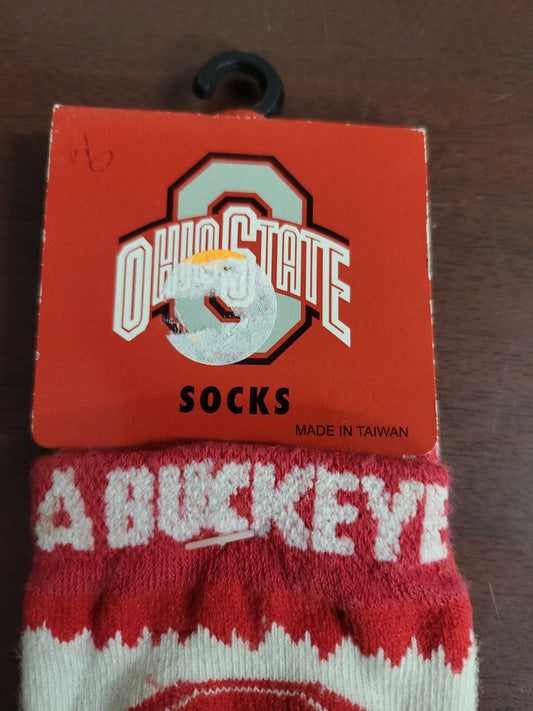 OHIO STATE
SOCKS
MADE IN TAIWAN
A BUCKEYE